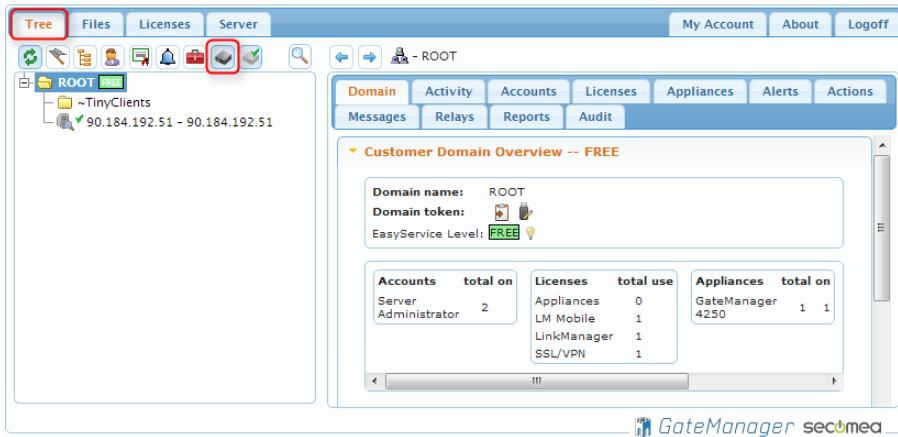 Tree Files Licenses Server My Account About Logoff
- ROOT
ROOT FREE
~TinyClients
90.184.192.51 - 90.184.192.51
Domain Activity Accounts Licenses Appliances Alerts Actions
Messages Relays Reports Audit
Customer Domain Overview -- FREE
Domain name: ROOT
Domain token:
EasyService Level: FREE
Accounts total on
Server Administrator 2
Licenses total use
Appliances 0
LM Mobile 1
LinkManager 1
SSL/VPN 1
Appliances total on
GateManager 4250 1 1
GateManager secomea